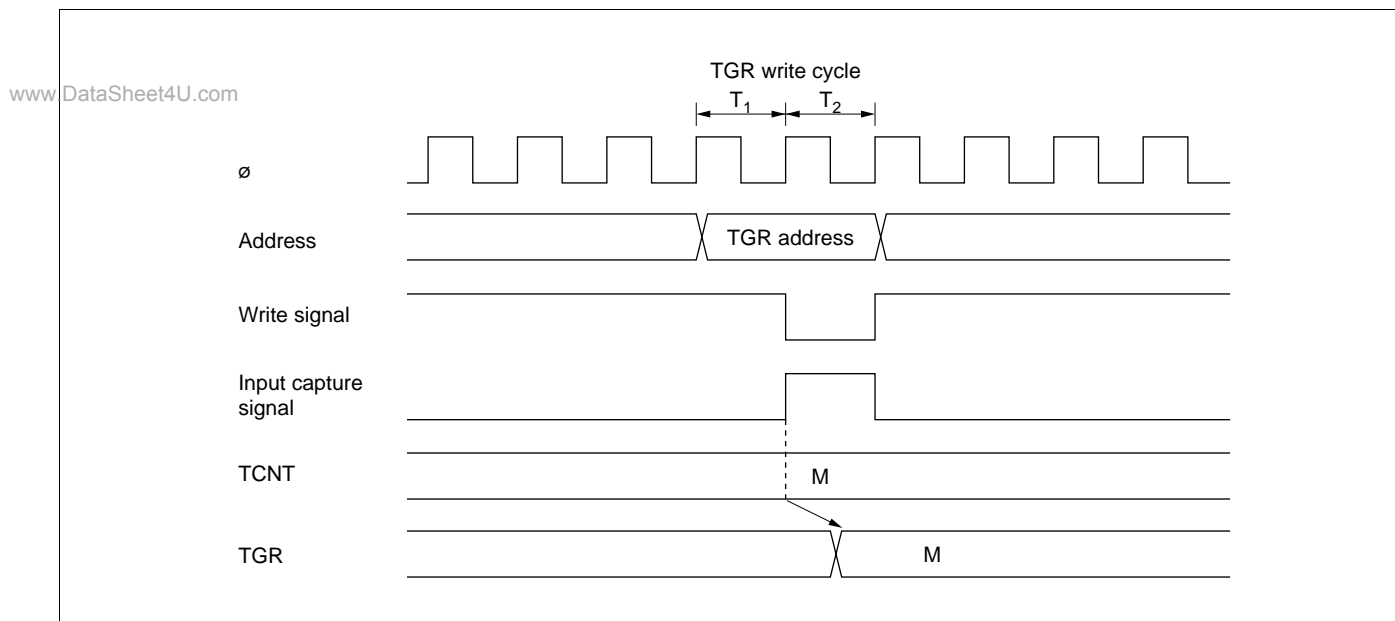 www.DataSheet4U.com
TGR write cycle
T1 T2
ø
Address
TGR address
Write signal
Input capture
signal
TCNT
M
TGR
M